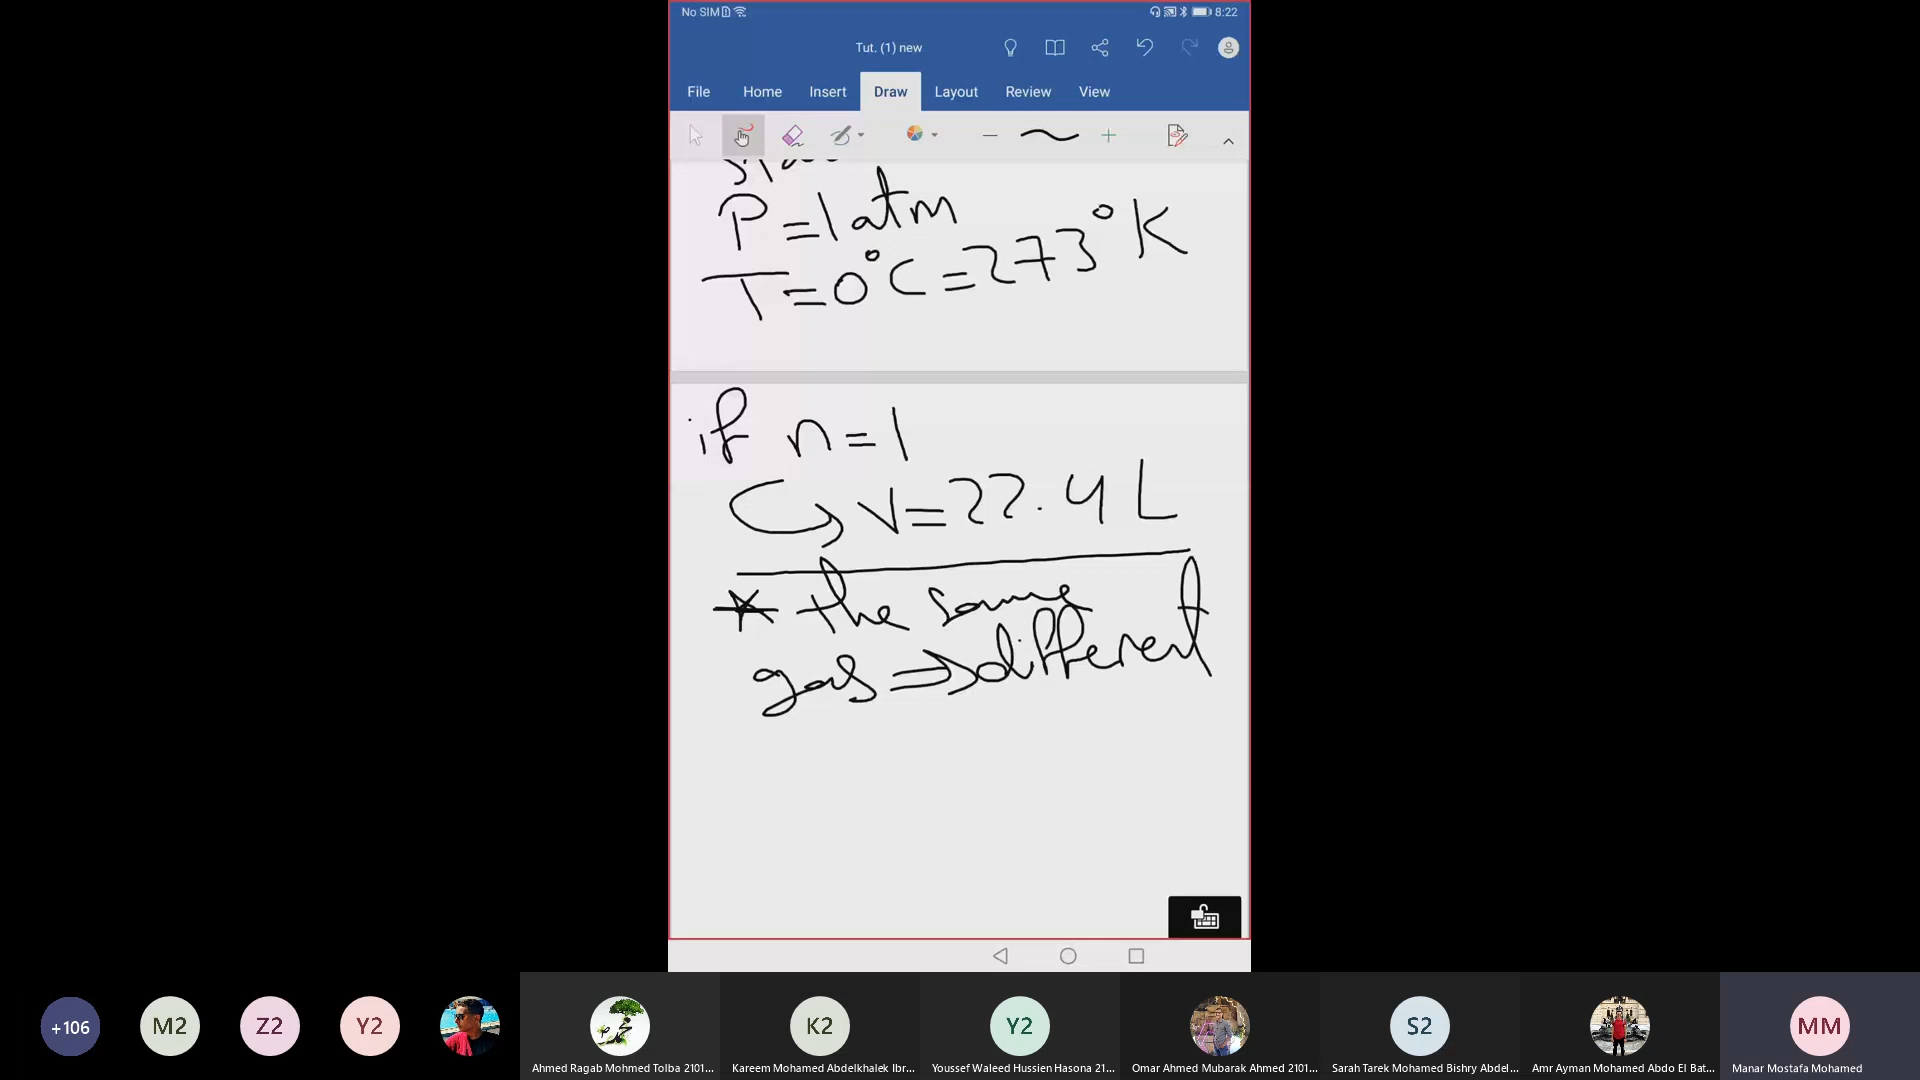 No SIM
8:22
Tut. (1) new
File Home Insert Draw Layout Review View
P = 1 atm
T = 0°C = 273°K
if n = 1
V = 22.4 L
* the same
gas ⇒ different
+106 M2 Z2 Y2 K2 Y2 S2 MM
Ahmed Ragab Mohmed Tolba 2101...
Kareem Mohamed Abdelkhalek Ibr...
Youssef Waleed Hussien Hasona 21...
Omar Ahmed Mubarak Ahmed 2101...
Sarah Tarek Mohamed Bishry Abdel...
Amr Ayman Mohamed Abdo El Bat...
Manar Mostafa Mohamed